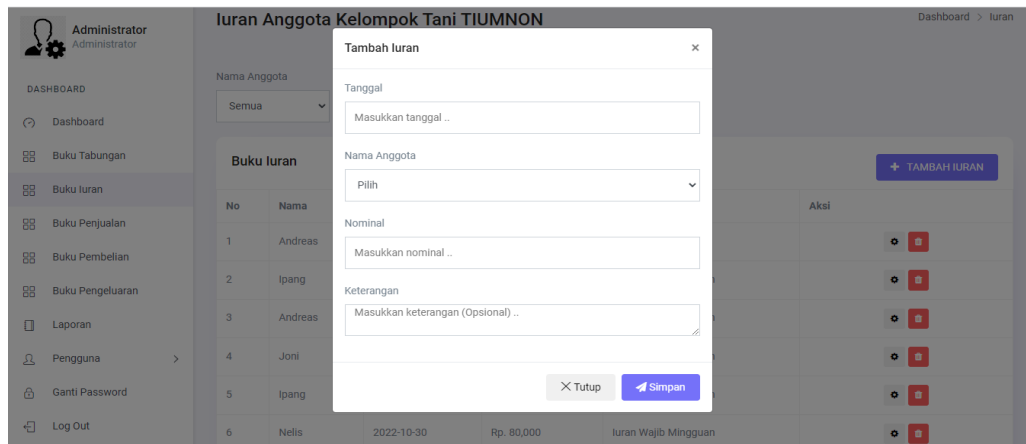 Administrator
Administrator
DASHBOARD
Dashboard
Buku Tabungan
Buku Iuran
Buku Penjualan
Buku Pembelian
Buku Pengeluaran
Laporan
Pengguna
Ganti Password
Log Out
Iuran Anggota Kelompok Tani TIUMNON
Dashboard > Iuran
Nama Anggota
Semua
Buku Iuran
+ TAMBAH IURAN
No Nama Aksi
1 Andreas
2 Ipang
3 Andreas
4 Joni
5 Ipang
6 Nelis 2022-10-30 Rp. 80,000 Iuran Wajib Mingguan
Tambah Iuran ×
Tanggal
Masukkan tanggal ..
Nama Anggota
Pilih
Nominal
Masukkan nominal ..
Keterangan
Masukkan keterangan (Opsional) ..
Tutup Simpan